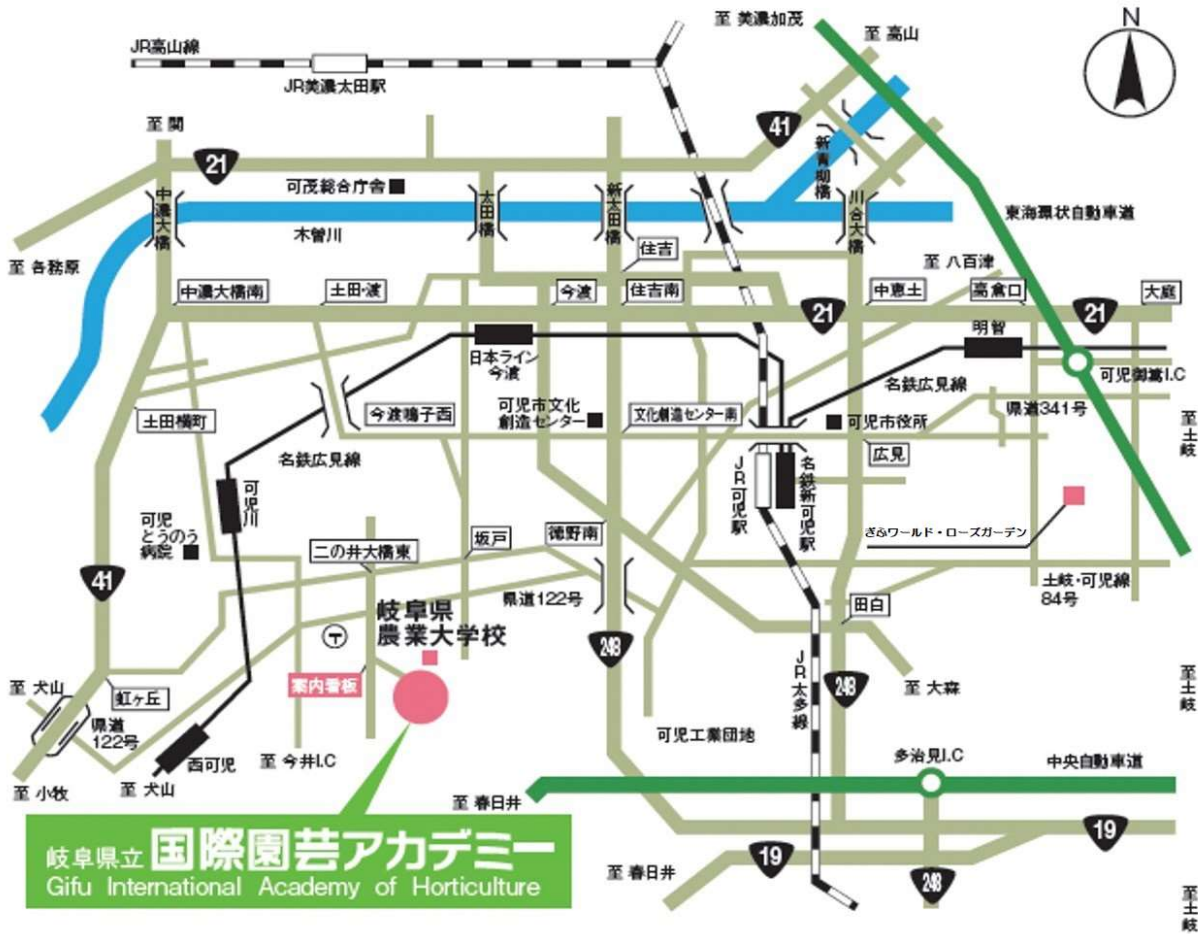 至 美濃加茂
N
至 高山
JR高山線
JR美濃太田駅
至 関
41
21
新青柳橋
可茂総合庁舎
中濃大橋
太田橋
新太田橋
川合大橋
東海環状自動車道
木曽川
住吉
至 各務原
至 八百津
中濃大橋南
土田・渡
今渡
住吉南
中恵土
高倉口
大庭
21
21
明智
日本ライン
今渡
可児御嵩I.C
名鉄広見線
土田横町
今渡鳴子西
可児市文化
創造センター
文化創造センター南
可児市役所
県道341号
至 土岐
名鉄広見線
広見
可児川
JR可児駅
名鉄新可児駅
可児
とうのう
病院
二の井大橋東
坂戸
徳野南
ぎふワールド・ローズガーデン
41
県道122号
土岐・可児線
84号
田白
岐阜県
農業大学校
〒
248
JR太多線
至 犬山
案内看板
248
至 大森
至 土岐
虹ヶ丘
県道
122号
可児工業団地
西可児
至 今井I.C
多治見I.C
中央自動車道
至 小牧
至 犬山
至 春日井
岐阜県立 国際園芸アカデミー
Gifu International Academy of Horticulture
19
19
至 春日井
248
至 土岐